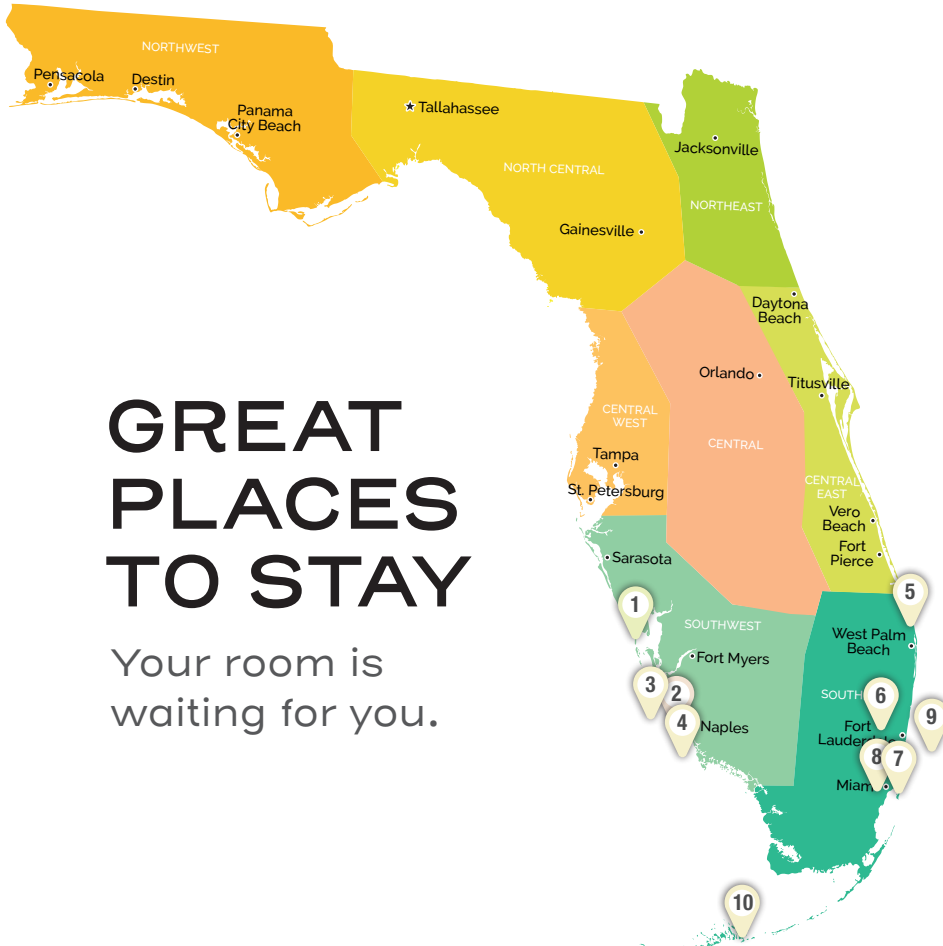 NORTHWEST
Pensacola
Destin
Panama
City Beach
Tallahassee
NORTH CENTRAL
Gainesville
Jacksonville
NORTHEAST
Daytona
Beach
Orlando
Titusville
CENTRAL
WEST
CENTRAL
Tampa
St. Petersburg
CENTRAL
EAST
Vero
Beach
Fort
Pierce
GREAT
PLACES
TO STAY
Your room is
waiting for you.
Sarasota
1
SOUTHWEST
Fort Myers
5
West Palm
Beach
3
2
4
Naples
SOUTH
6
9
Fort
8
7
Miam
10